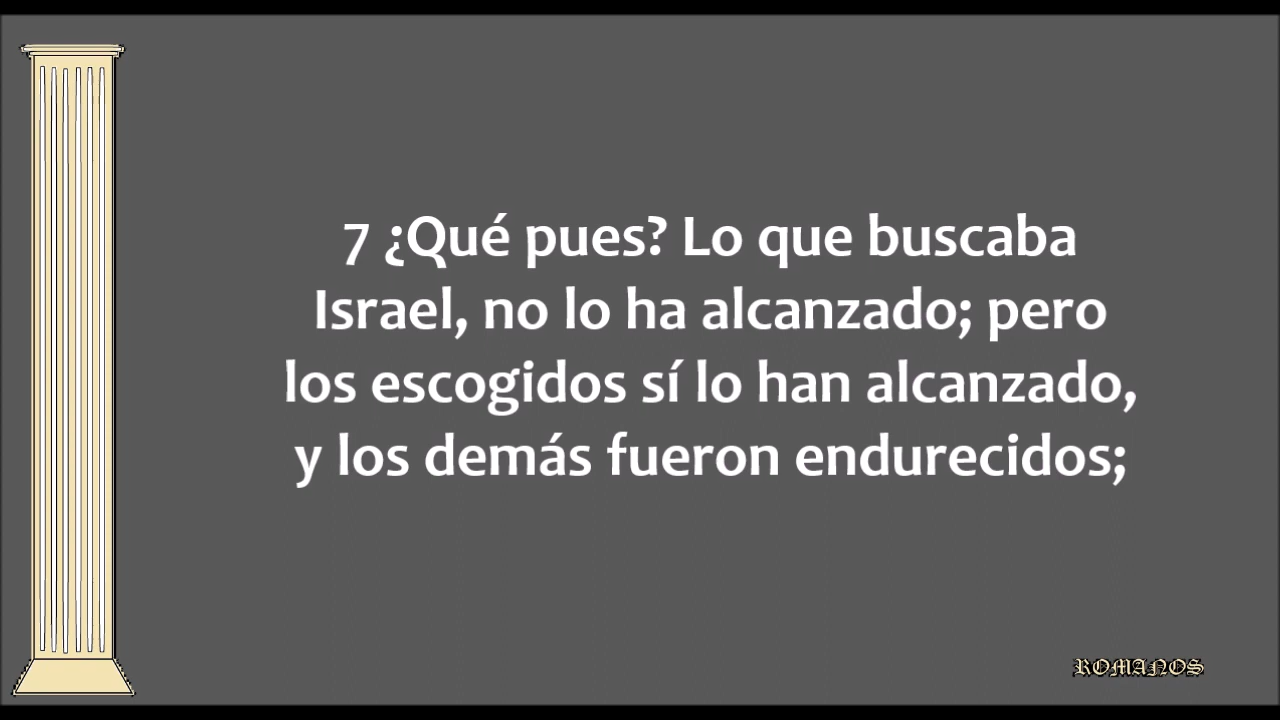 7 ¿Qué pues? Lo que buscaba
Israel, no lo ha alcanzado; pero
los escogidos sí lo han alcanzado,
y los demás fueron endurecidos;
ROMANOS